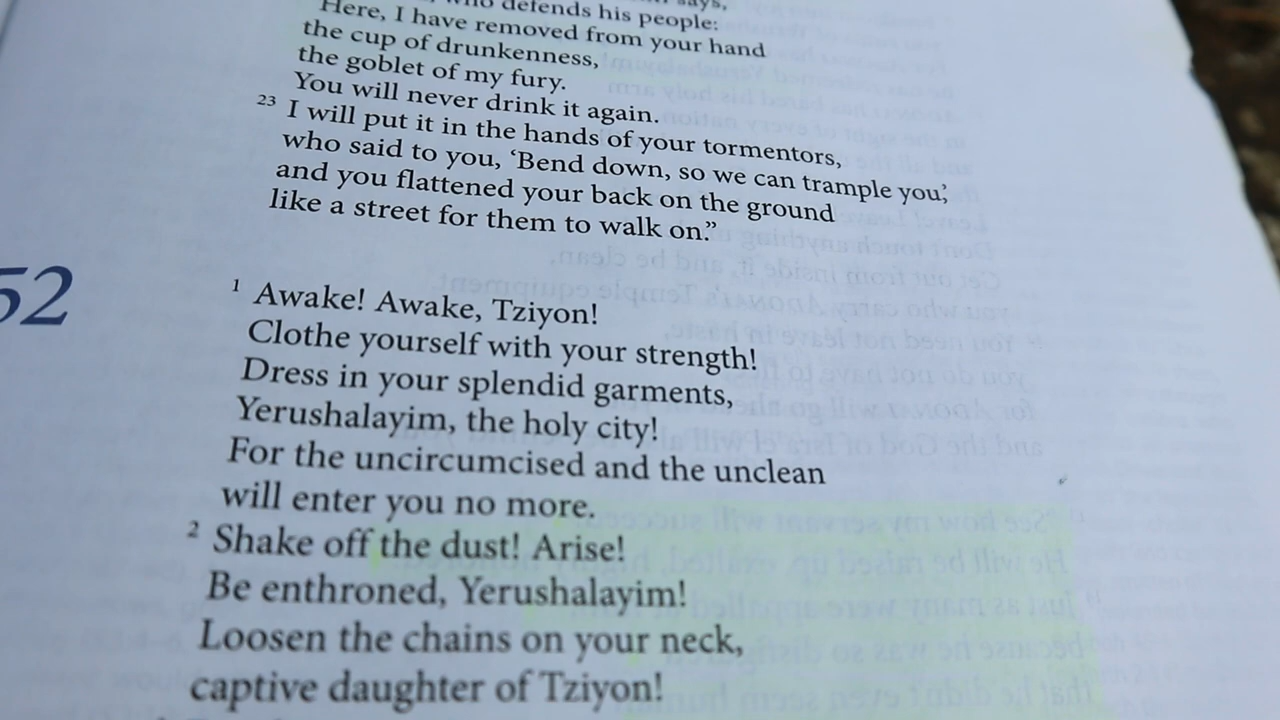 says,
who defends his people:
Here, I have removed from your hand
the cup of drunkenness,
the goblet of my fury.
You will never drink it again.
23 I will put it in the hands of your tormentors,
who said to you, ‘Bend down, so we can trample you,’
and you flattened your back on the ground
like a street for them to walk on.”
52
1 Awake! Awake, Tziyon!
Clothe yourself with your strength!
Dress in your splendid garments,
Yerushalayim, the holy city!
For the uncircumcised and the unclean
will enter you no more.
2 Shake off the dust! Arise!
Be enthroned, Yerushalayim!
Loosen the chains on your neck,
captive daughter of Tziyon!